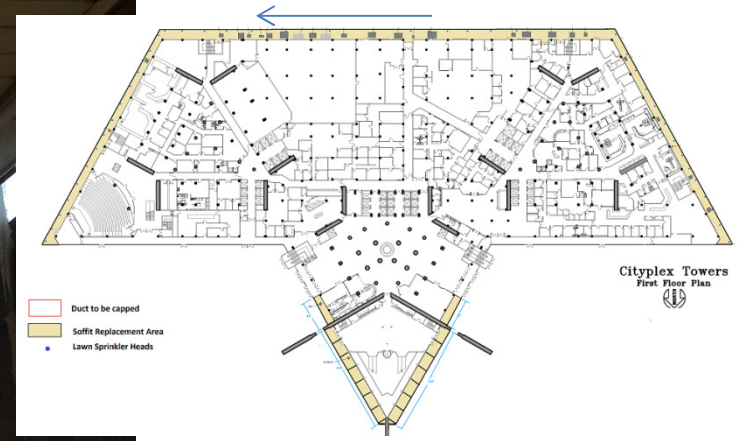 Cityplex Towers
First Floor Plan
Duct to be capped
Soffit Replacement Area
Lawn Sprinkler Heads